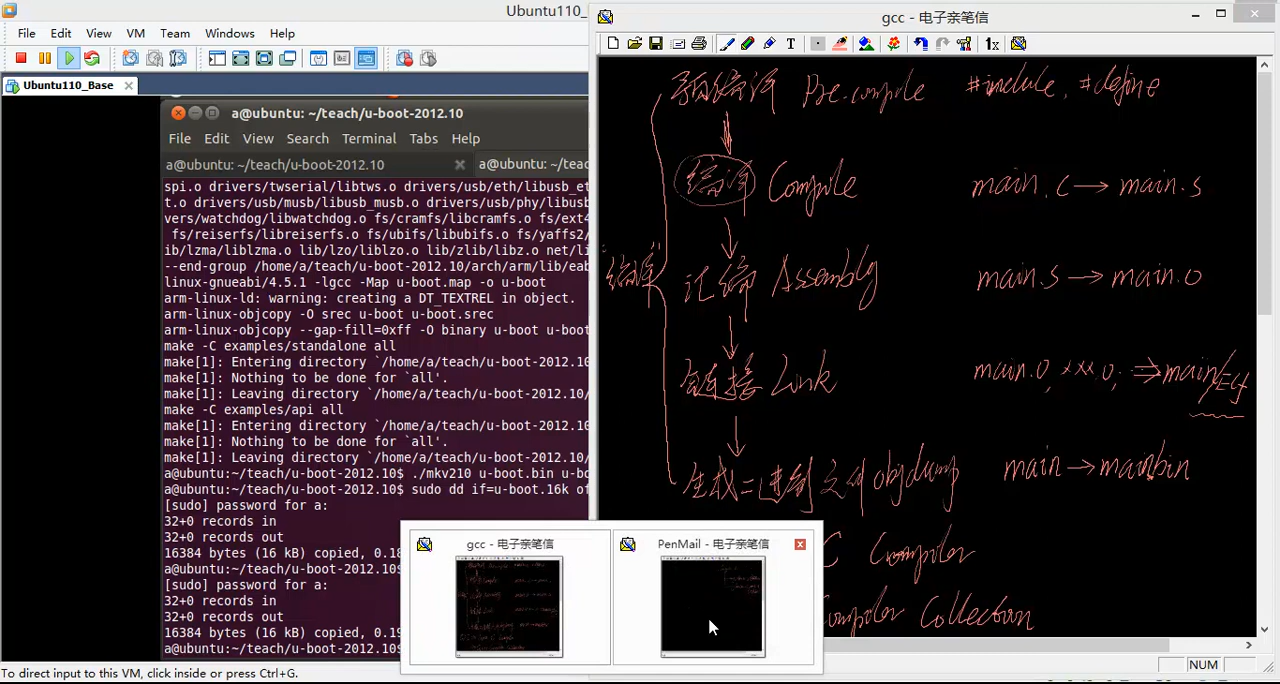 Ubuntu110_
File Edit View VM Team Windows Help
Ubuntu110_Base
a@ubuntu: ~/teach/u-boot-2012.10
File Edit View Search Terminal Tabs Help
a@ubuntu: ~/teach/u-boot-2012.10
a@ubuntu: ~/tea
spi.o drivers/twserial/libtws.o drivers/usb/eth/libusb_et
t.o drivers/usb/musb/libusb_musb.o drivers/usb/phy/libusb
vers/watchdog/libwatchdog.o fs/cramfs/libcramfs.o fs/ext4
fs/reiserfs/libreiserfs.o fs/ubifs/libubifs.o fs/yaffs2/
ib/lzma/liblzma.o lib/lzo/liblzo.o lib/zlib/libz.o net/li
--end-group /home/a/teach/u-boot-2012.10/arch/arm/lib/eab
linux-gnueabi/4.5.1 -lgcc -Map u-boot.map -o u-boot
arm-linux-ld: warning: creating a DT_TEXTREL in object.
arm-linux-objcopy -O srec u-boot u-boot.srec
arm-linux-objcopy --gap-fill=0xff -O binary u-boot u-boot
make -C examples/standalone all
make[1]: Entering directory `/home/a/teach/u-boot-2012.10/
make[1]: Nothing to be done for `all'.
make[1]: Leaving directory `/home/a/teach/u-boot-2012.10/
make -C examples/api all
make[1]: Entering directory `/home/a/teach/u-boot-2012.10/
make[1]: Nothing to be done for `all'.
make[1]: Leaving directory `/home/a/teach/u-boot-2012.10/
a@ubuntu:~/teach/u-boot-2012.10$ ./mkv210 u-boot.bin u-bo
a@ubuntu:~/teach/u-boot-2012.10$ sudo dd if=u-boot.16k of
[sudo] password for a:
32+0 records in
32+0 records out
16384 bytes (16 kB) copied, 0.18
a@ubuntu:~/teach/u-boot-2012.10$
[sudo] password for a:
32+0 records in
32+0 records out
16384 bytes (16 kB) copied, 0.19
a@ubuntu:~/teach/u-boot-2012.10$
To direct input to this VM, click inside or press Ctrl+G.
gcc - 电子亲笔信
T 1x
预编译 Pre-compile #include, #define
编译 Compile main.c → main.s
汇编 Assembly main.s → main.o
链接 Link main.o, xxx.o, ⇒ main/Elf
生成二进制文件 objdump main → mainbin
C Compiler
Compiler Collection
gcc - 电子亲笔信
PenMail - 电子亲笔信
NUM